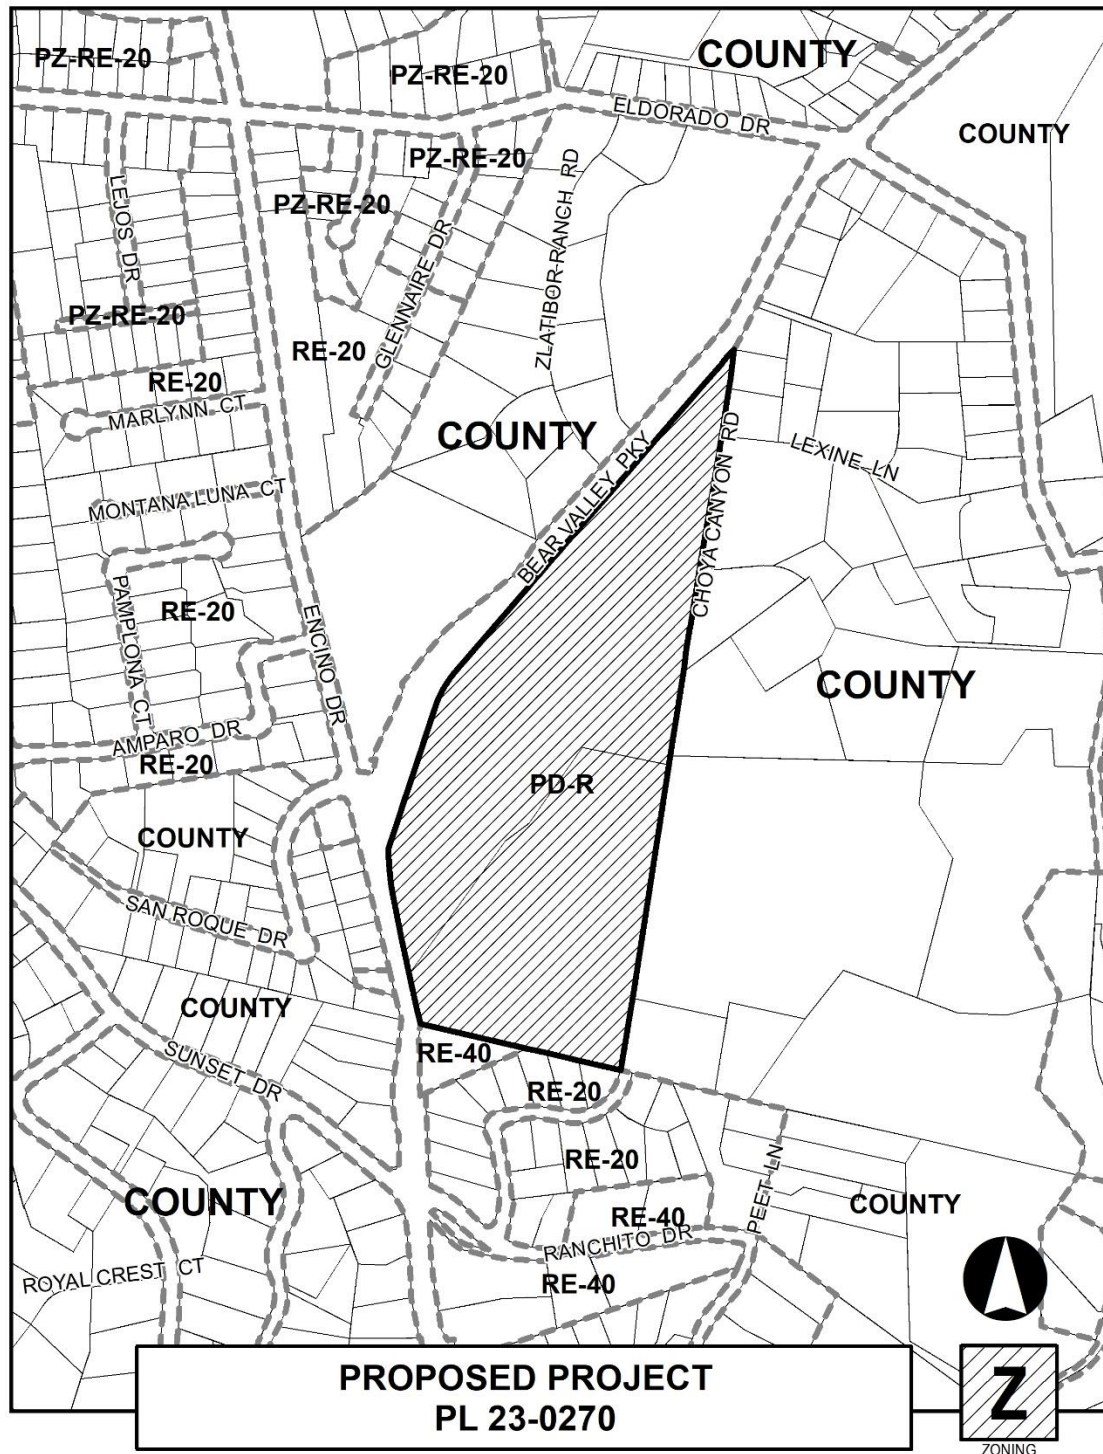 PZ-RE-20
PZ-RE-20
COUNTY
ELDORADO DR
COUNTY
PZ-RE-20
LEJOS DR
PZ-RE-20
GLENNAIRE DR
ZLATIBOR-RANCH RD
PZ-RE-20
RE-20
RE-20
MARLYNN CT
COUNTY
BEAR VALLEY PKY
CHOYA CANYON RD
LEXINE LN
MONTANA LUNA CT
PAMPLONA CT
RE-20
ENCINO DR
COUNTY
AMPARO DR
RE-20
PD-R
COUNTY
SAN ROQUE DR
COUNTY
SUNSET DR
RE-40
RE-20
RE-20
COUNTY
PEET LN
COUNTY
RE-40
RANCHITO DR
ROYAL CREST CT
RE-40
PROPOSED PROJECT
PL 23-0270
Z
ZONING